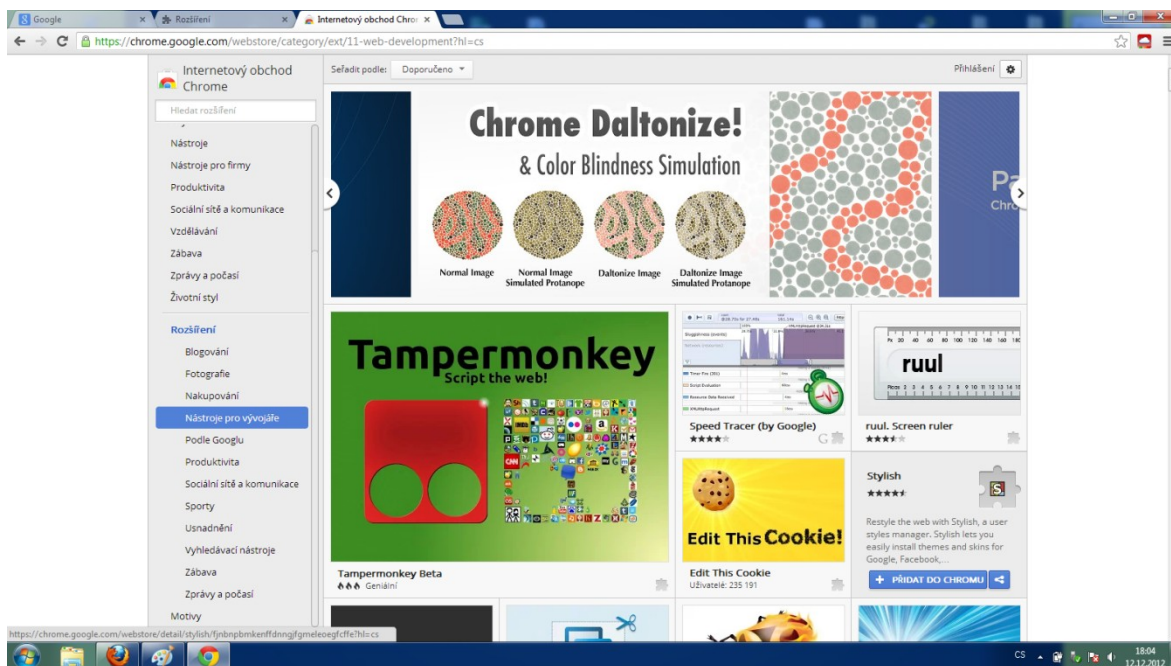 Google
Rozšíření
Internetový obchod Chro
https://chrome.google.com/webstore/category/ext/11-web-development?hl=cs
Internetový obchod
Chrome
Hledat rozšíření
Nástroje
Nástroje pro firmy
Produktivita
Sociální sítě a komunikace
Vzdělávání
Zábava
Zprávy a počasí
Životní styl
Rozšíření
Blogování
Fotografie
Nakupování
Nástroje pro vývojáře
Podle Googlu
Produktivita
Sociální sítě a komunikace
Sporty
Usnadnění
Vyhledávací nástroje
Zábava
Zprávy a počasí
Motivy
Seřadit podle: Doporučeno
Přihlášení
Chrome Daltonize!
& Color Blindness Simulation
Normal Image
Normal Image
Simulated Protanope
Daltonize Image
Daltonize Image
Simulated Protanope
Pa
Chro
Tampermonkey
Script the web!
CNN
Tampermonkey Beta
Geniální
Speed Tracer (by Google)
ruul
ruul. Screen ruler
Edit This Cookie!
Edit This Cookie
Uživatelé: 235 191
Stylish
Restyle the web with Stylish, a user
styles manager. Stylish lets you
easily install themes and skins for
Google, Facebook,...
PŘIDAT DO CHROMU
https://chrome.google.com/webstore/detail/stylish/fjnbnpbmkenffdnngjfgmeleoegfcffe?hl=cs
CS
18:04
12.12.2012